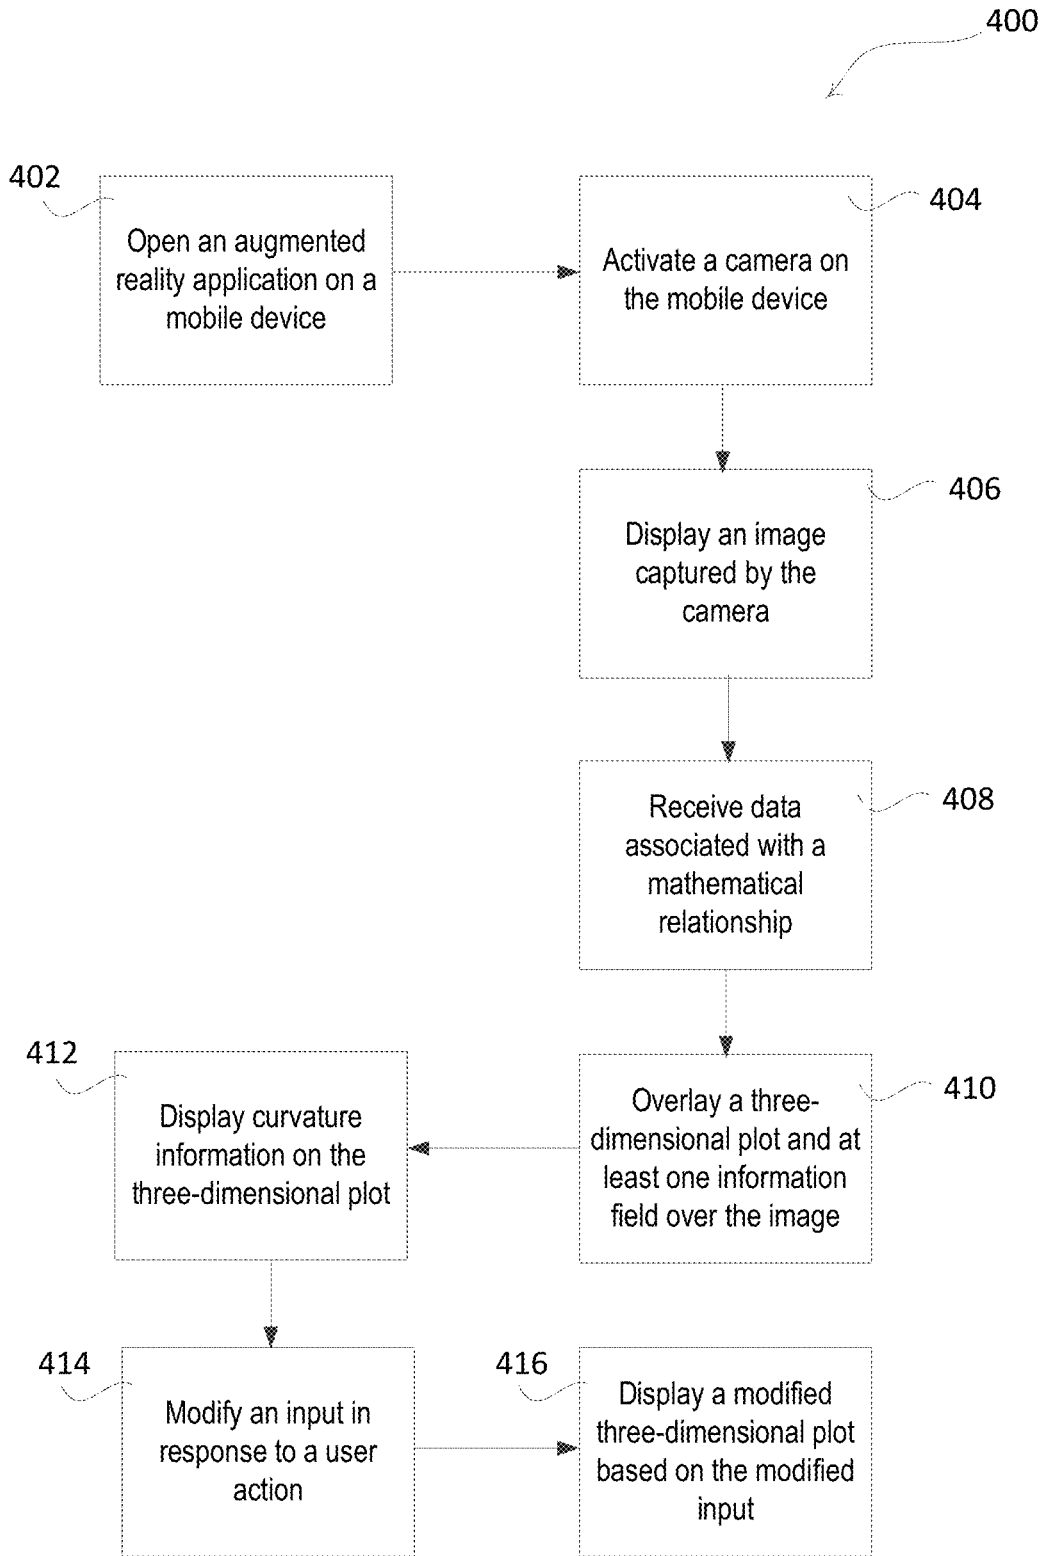 400
402
Open an augmented
reality application on a
mobile device
404
Activate a camera on
the mobile device
406
Display an image
captured by the
camera
408
Receive data
associated with a
mathematical
relationship
410
Overlay a three-
dimensional plot and at
least one information
field over the image
412
Display curvature
information on the
three-dimensional plot
414
Modify an input in
response to a user
action
416
Display a modified
three-dimensional plot
based on the modified
input